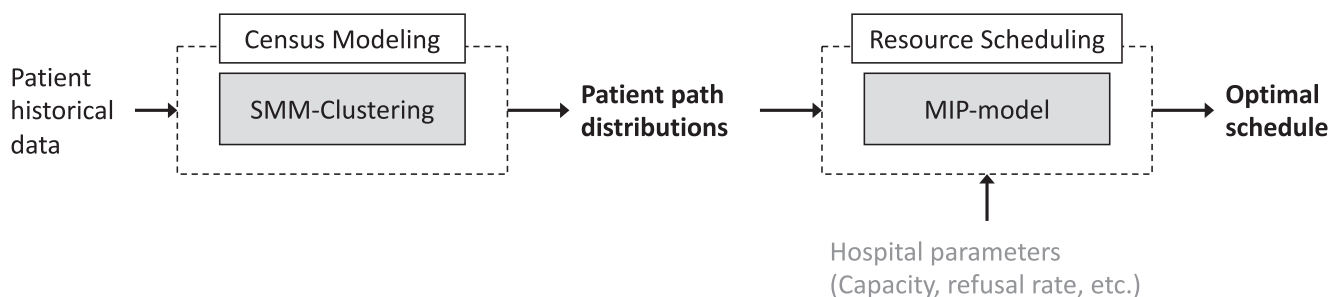 Census Modeling
Resource Scheduling
Patient
historical
data
SMM-Clustering
Patient path
distributions
MIP-model
Optimal
schedule
Hospital parameters
(Capacity, refusal rate, etc.)